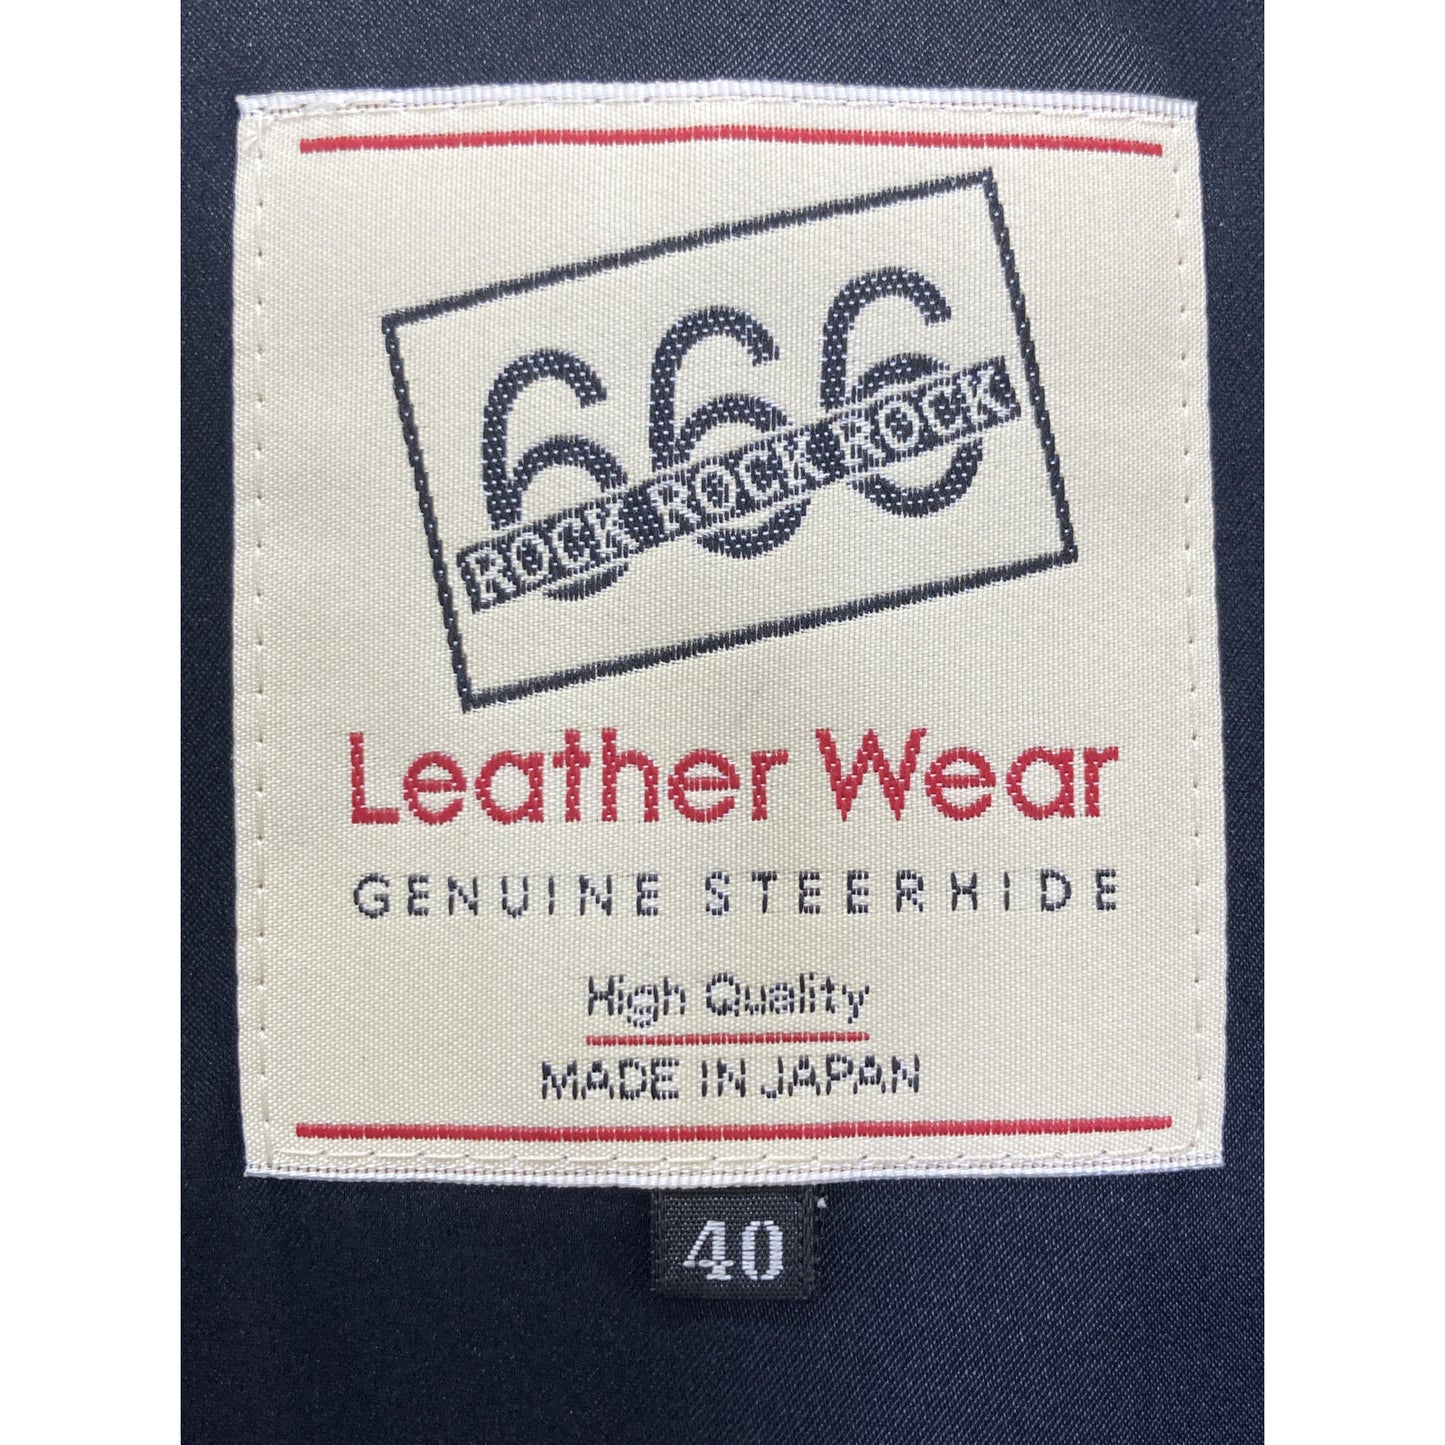 666
ROCK ROCK ROCK
Leather Wear
GENUINE STEERHIDE
High Quality
MADE IN JAPAN
40